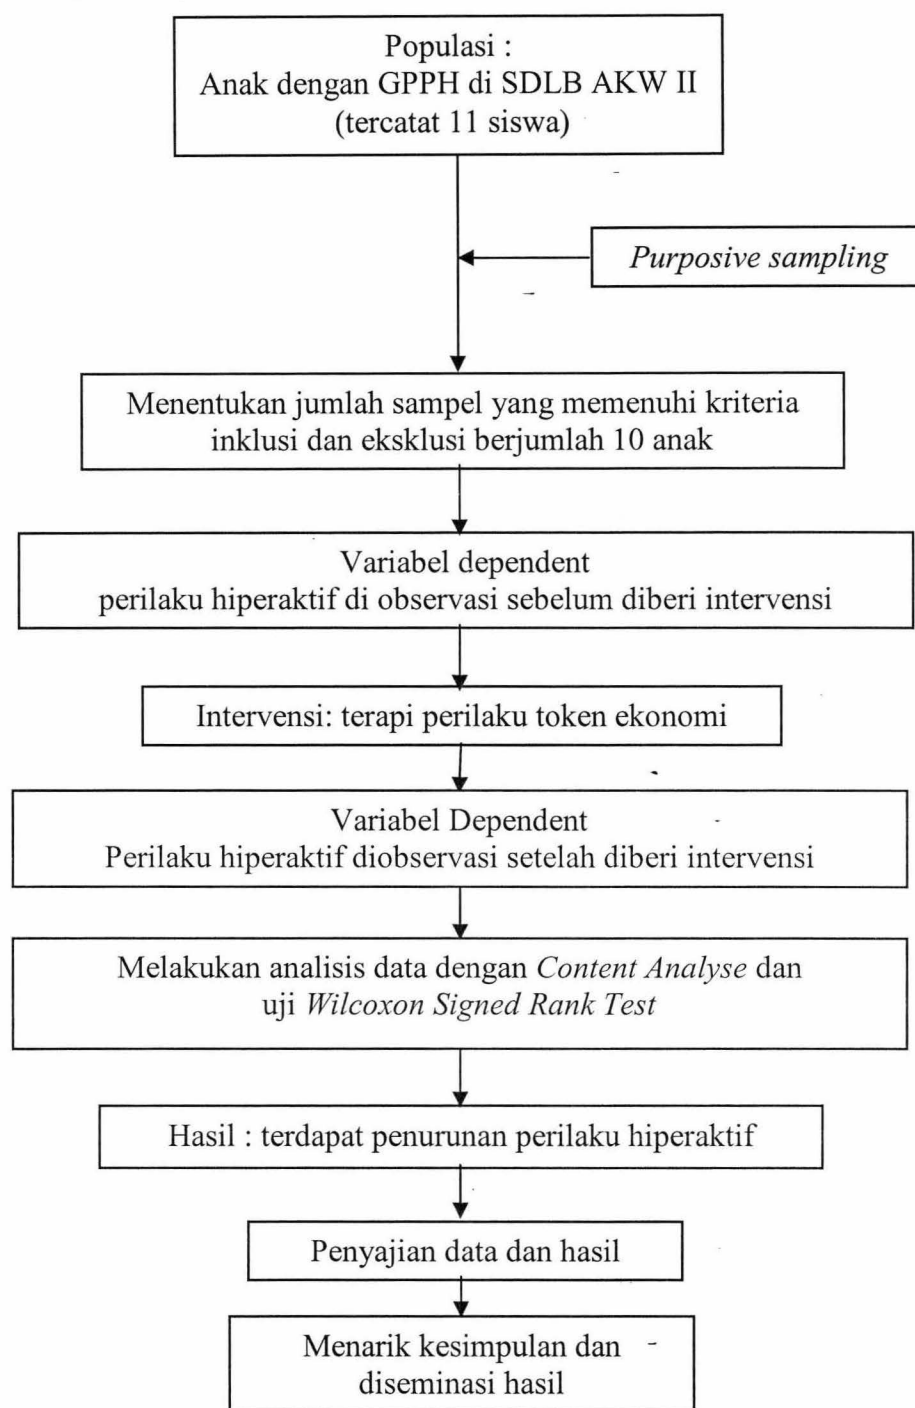 Populasi :
Anak dengan GPPH di SDLB AKW II
(tercatat 11 siswa)
Purposive sampling
Menentukan jumlah sampel yang memenuhi kriteria
inklusi dan eksklusi berjumlah 10 anak
Variabel dependent
perilaku hiperaktif di observasi sebelum diberi intervensi
Intervensi: terapi perilaku token ekonomi
Variabel Dependent
Perilaku hiperaktif diobservasi setelah diberi intervensi
Melakukan analisis data dengan Content Analyse dan
uji Wilcoxon Signed Rank Test
Hasil : terdapat penurunan perilaku hiperaktif
Penyajian data dan hasil
Menarik kesimpulan dan
diseminasi hasil